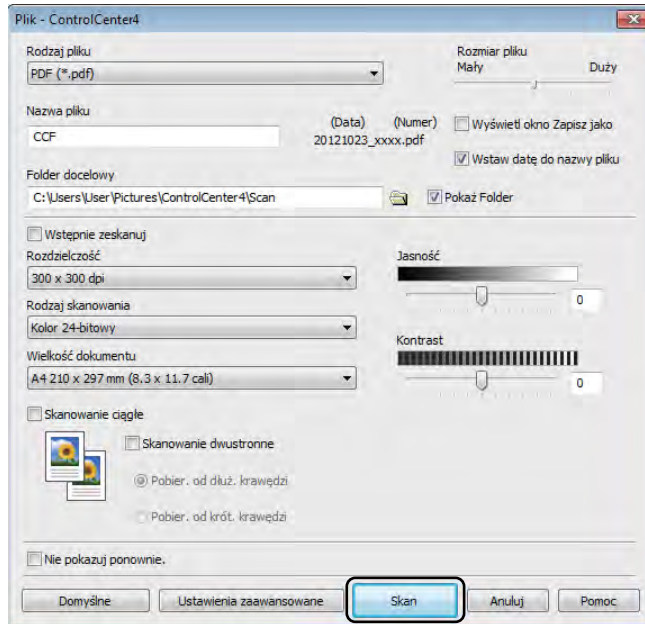 Plik - ControlCenter4
Rodzaj pliku
PDF (*.pdf)
Rozmiar pliku
Mały Duży
Nazwa pliku
CCF
(Data) (Numer)
20121023_xxxx.pdf
Wyświetl okno Zapisz jako
Wstaw datę do nazwy pliku
Folder docelowy
C:\Users\User\Pictures\ControlCenter4\Scan
Pokaż Folder
Wstępnie zeskanuj
Rozdzielczość
300 x 300 dpi
Rodzaj skanowania
Kolor 24-bitowy
Wielkość dokumentu
A4 210 x 297 mm (8.3 x 11.7 cali)
Jasność
0
Kontrast
0
Skanowanie ciągłe
Skanowanie dwustronne
Pobier. od dłuż. krawędzi
Pobier. od krót. krawędzi
Nie pokazuj ponownie.
Domyślne Ustawienia zaawansowane Skan Anuluj Pomoc